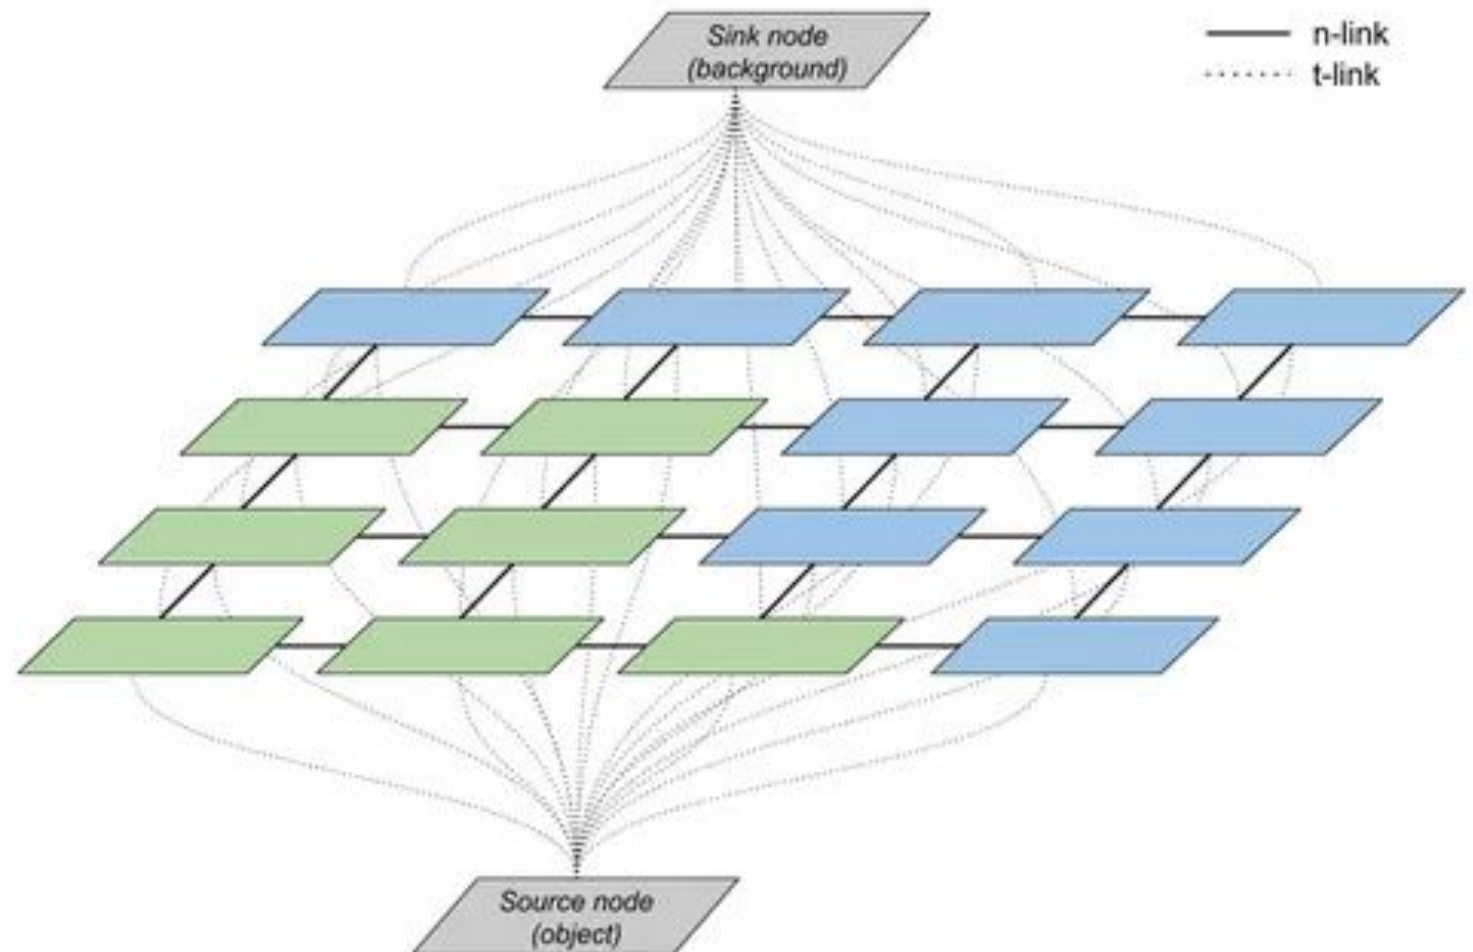 Sink node
(background)
n-link
t-link
Source node
(object)